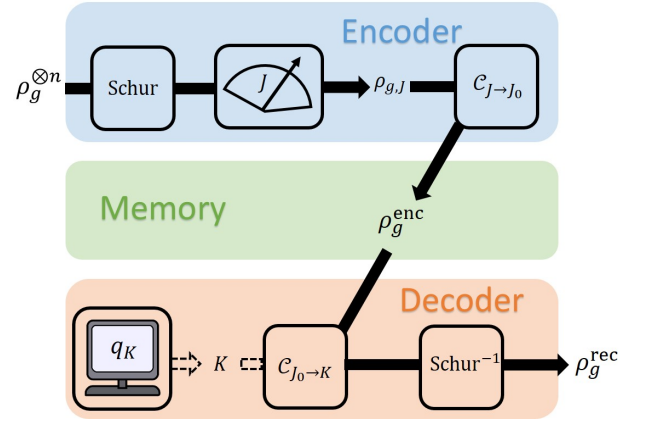 Encoder
ρ_g^{⊗n}
Schur
J
ρ_{g,J}
𝒞_{J→J_0}
Memory
ρ_g^{enc}
Decoder
q_K
K
𝒞_{J_0→K}
Schur^{-1}
ρ_g^{rec}